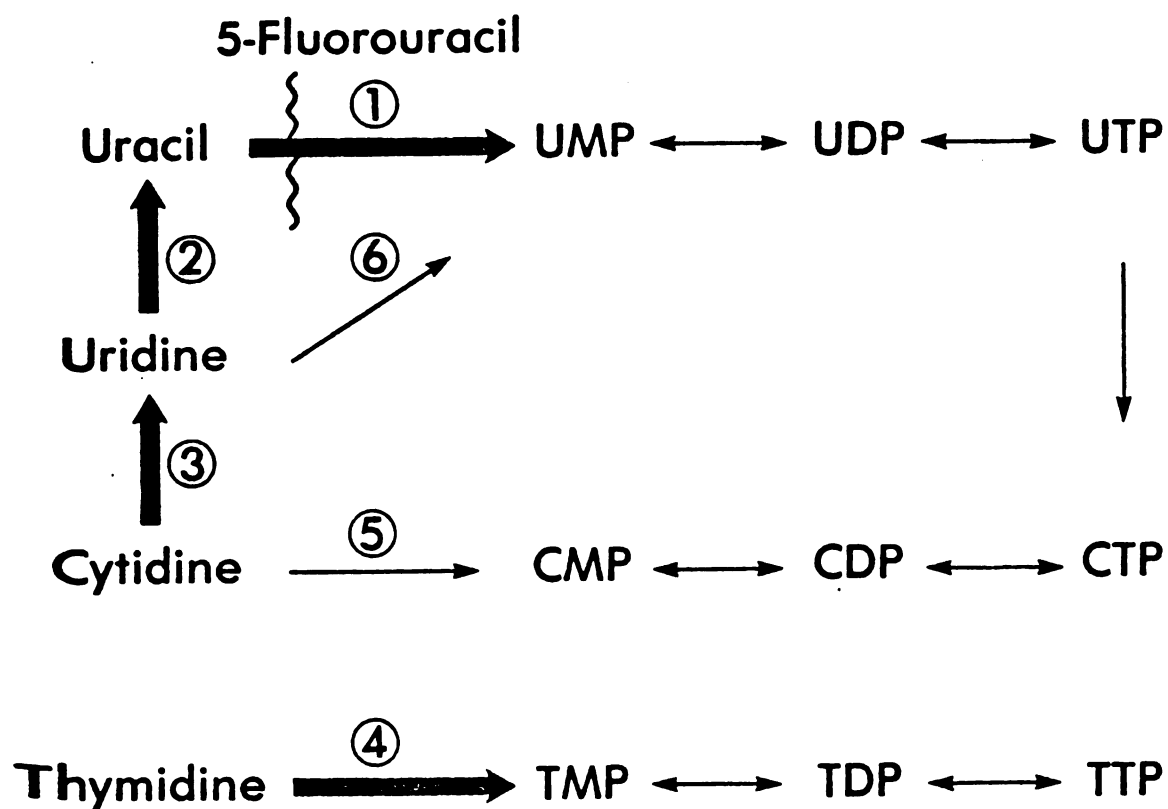 5-Fluorouracil
①
Uracil UMP UDP UTP
② ⑥
Uridine
③
⑤
Cytidine CMP CDP CTP
④
Thymidine TMP TDP TTP